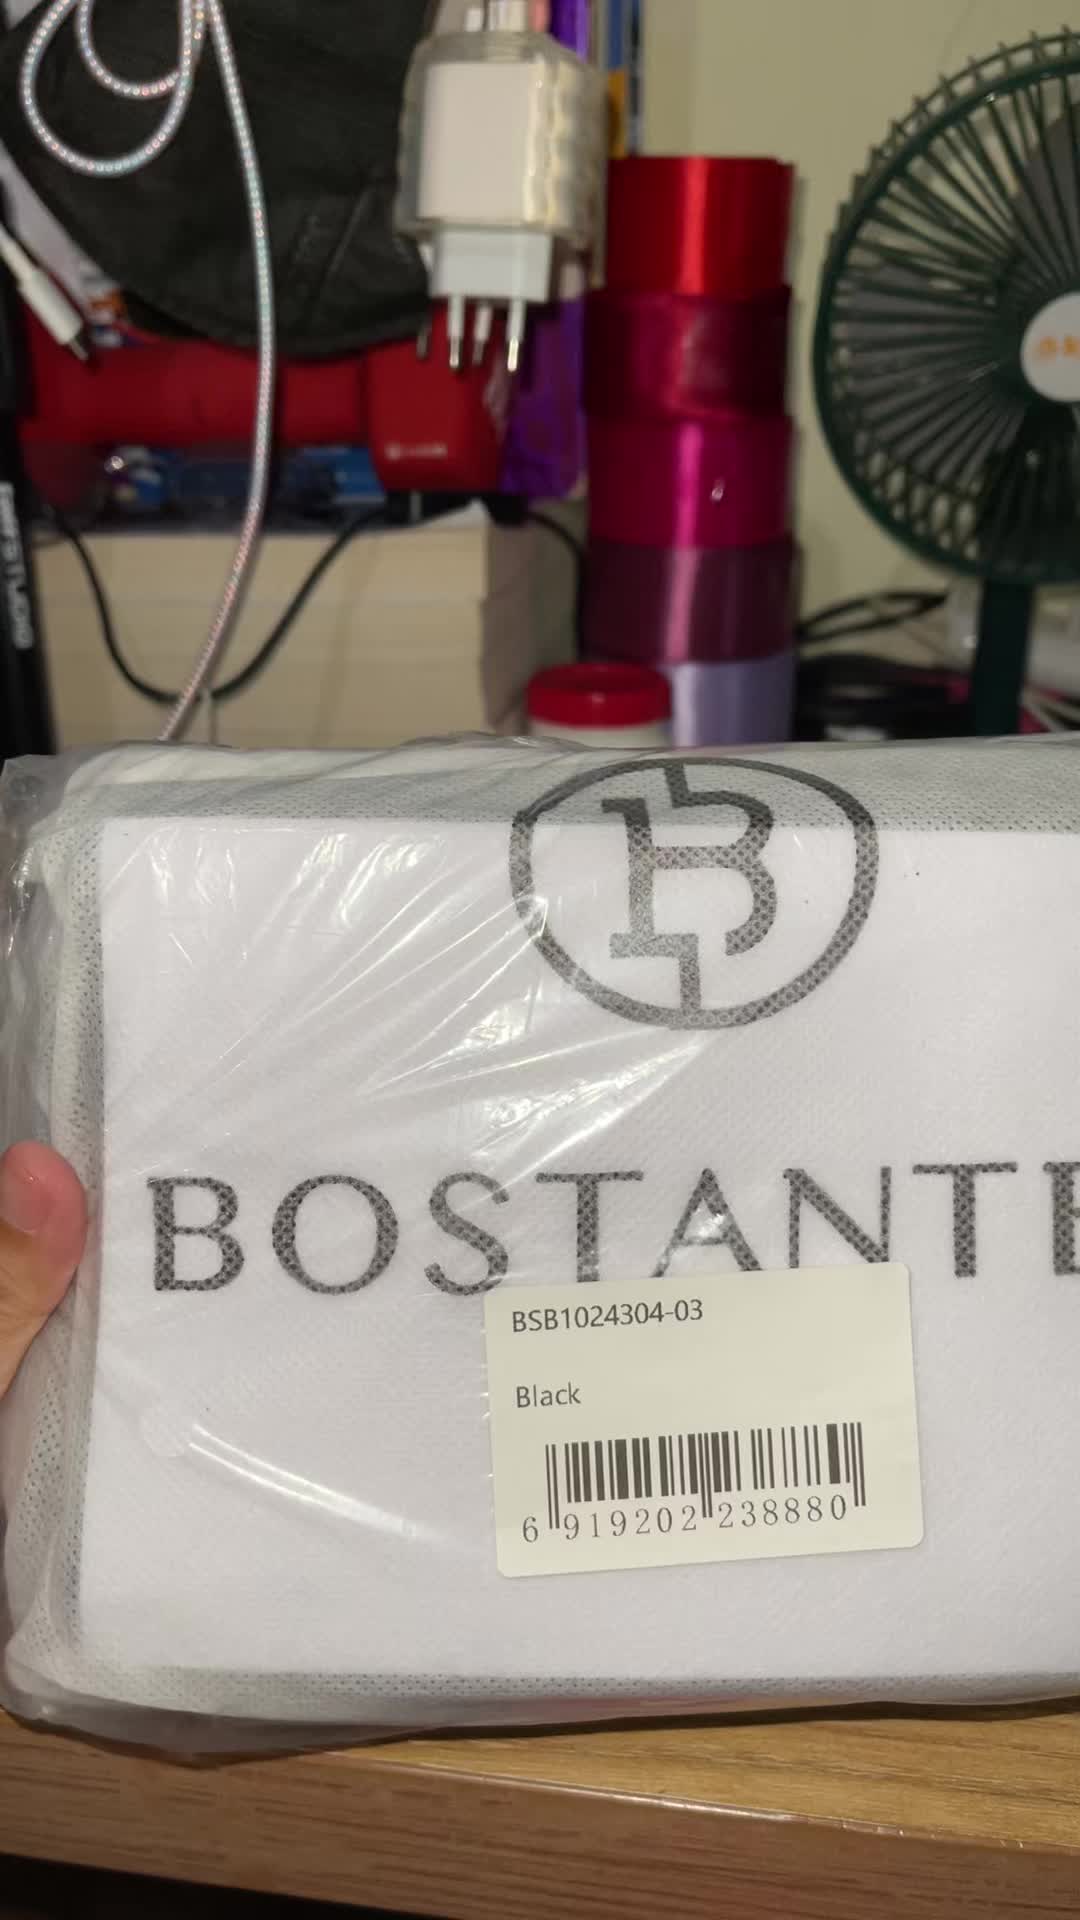 B
BOSTANTE
BSB1024304-03
Black
6 919202 238880